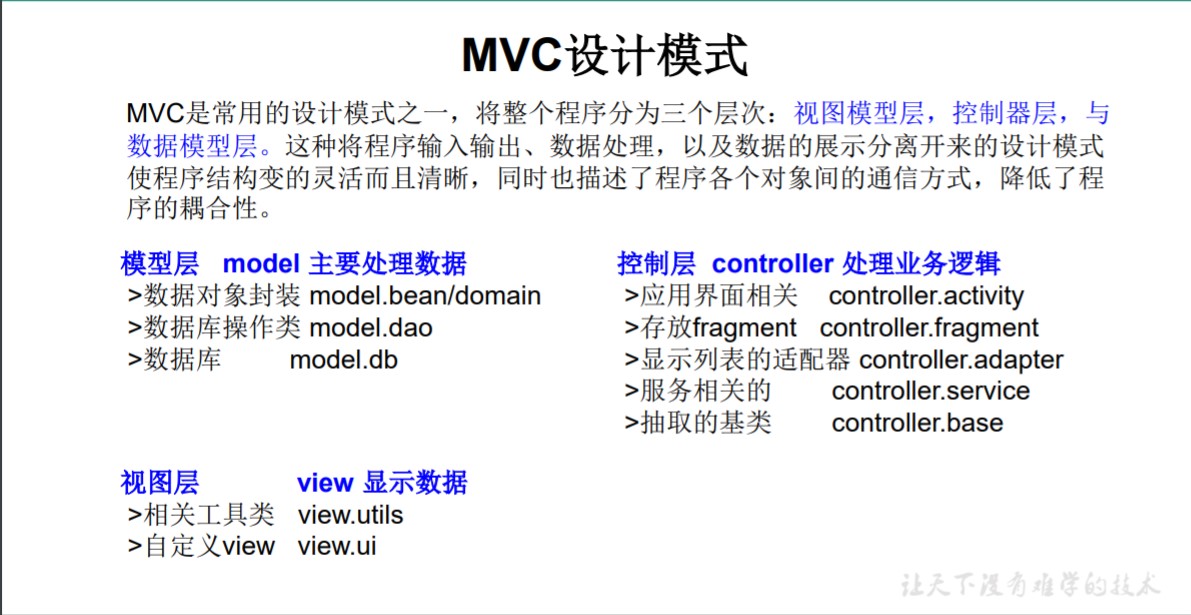 MVC设计模式
MVC是常用的设计模式之一，将整个程序分为三个层次：视图模型层，控制器层，与
数据模型层。这种将程序输入输出、数据处理，以及数据的展示分离开来的设计模式
使程序结构变的灵活而且清晰，同时也描述了程序各个对象间的通信方式，降低了程
序的耦合性。
模型层 model 主要处理数据
>数据对象封装 model.bean/domain
>数据库操作类 model.dao
>数据库 model.db
控制层 controller 处理业务逻辑
>应用界面相关 controller.activity
>存放fragment controller.fragment
>显示列表的适配器 controller.adapter
>服务相关的 controller.service
>抽取的基类 controller.base
视图层 view 显示数据
>相关工具类 view.utils
>自定义view view.ui
让天下没有难学的技术